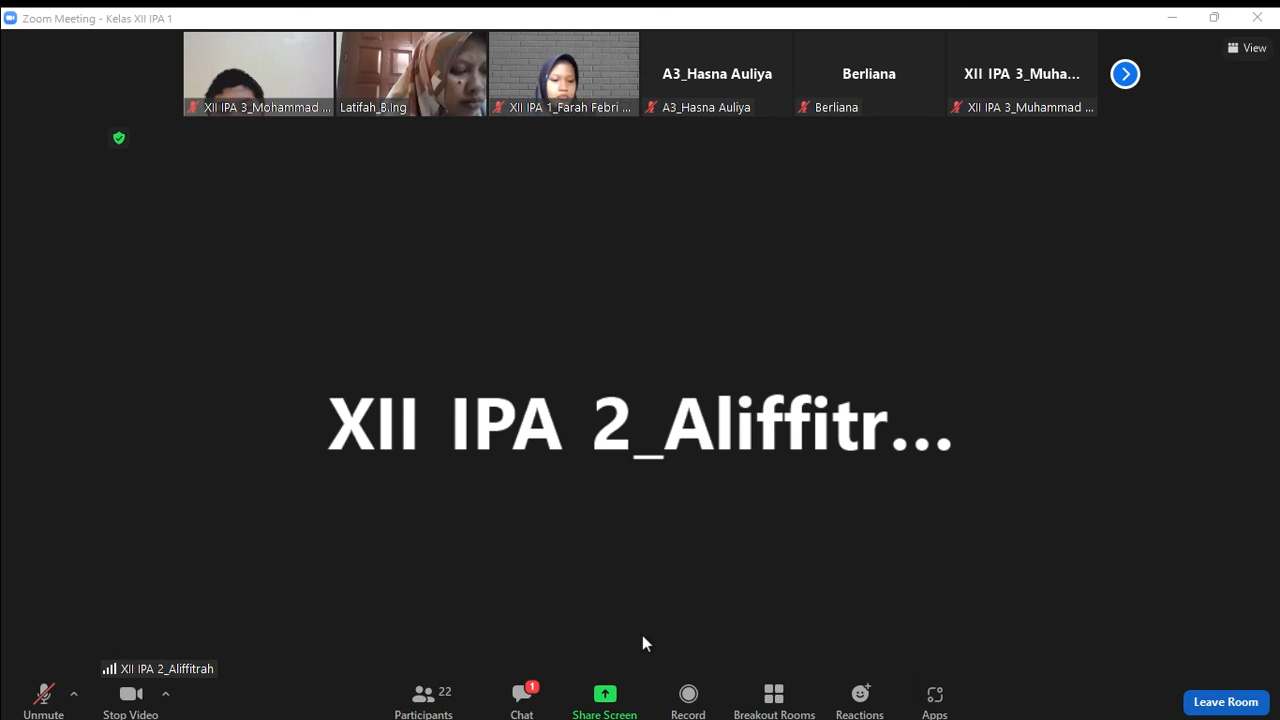 Zoom Meeting - Kelas XII IPA 1
View
A3_Hasna Auliya
Berliana
XII IPA 3_Muha...
XII IPA 3_Mohammad ...
Latifah_B.Ing
XII IPA 1_Farah Febri ...
A3_Hasna Auliya
Berliana
XII IPA 3_Muhammad ...
XII IPA 2_Aliffitr...
XII IPA 2_Aliffitrah
22
1
Unmute
Stop Video
Participants
Chat
Share Screen
Record
Breakout Rooms
Reactions
Apps
Leave Room